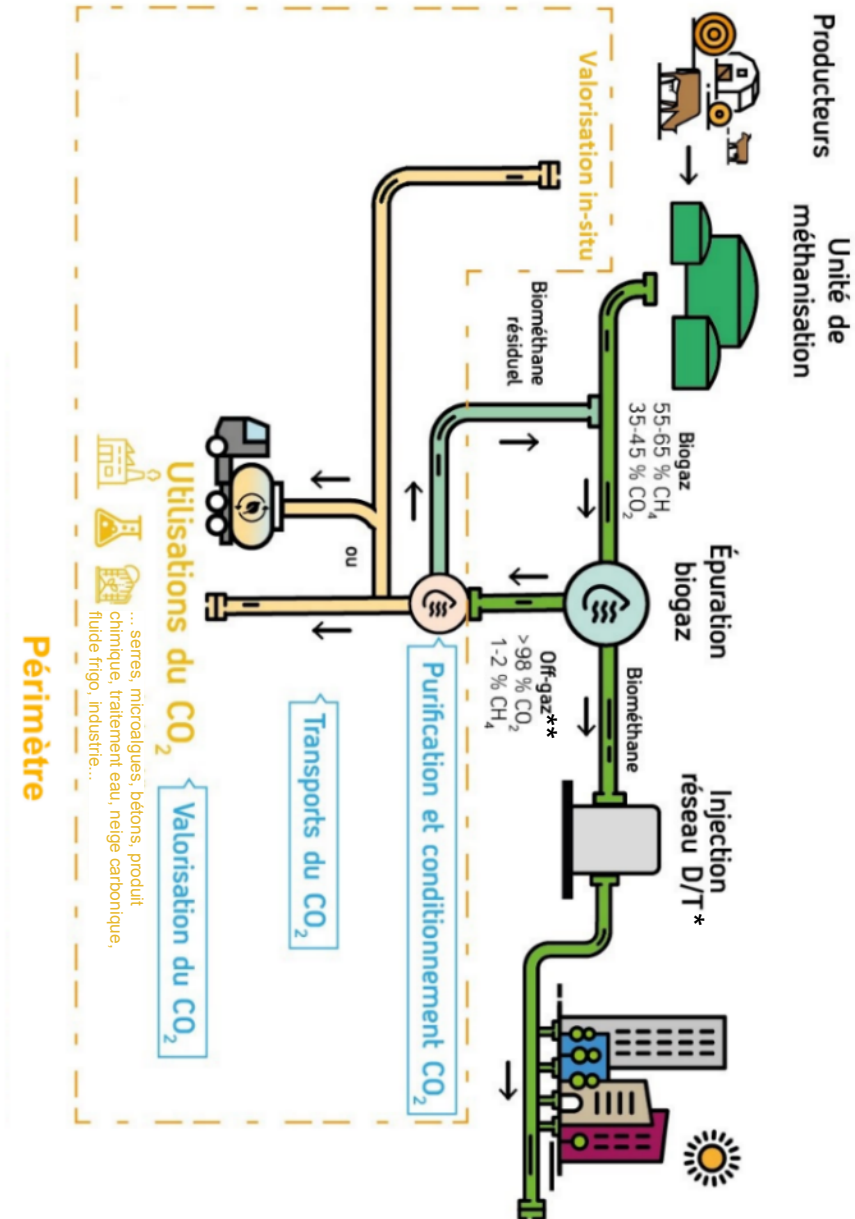 Producteurs
Unité de
méthanisation
Épuration
biogaz
Injection
réseau D/T*
Biogaz
55-65 % CH₄
35-45 % CO₂
Biométhane
Biométhane
résiduel
Off-gaz**
>98 % CO₂
1-2 % CH₄
Valorisation in-situ
ou
Purification et conditionnement CO₂
Transports du CO₂
Utilisations du CO₂
... serres, microalgues, bétons, produit
chimique, traitement eau, neige carbonique,
fluide frigo, industrie...
Valorisation du CO₂
Périmètre